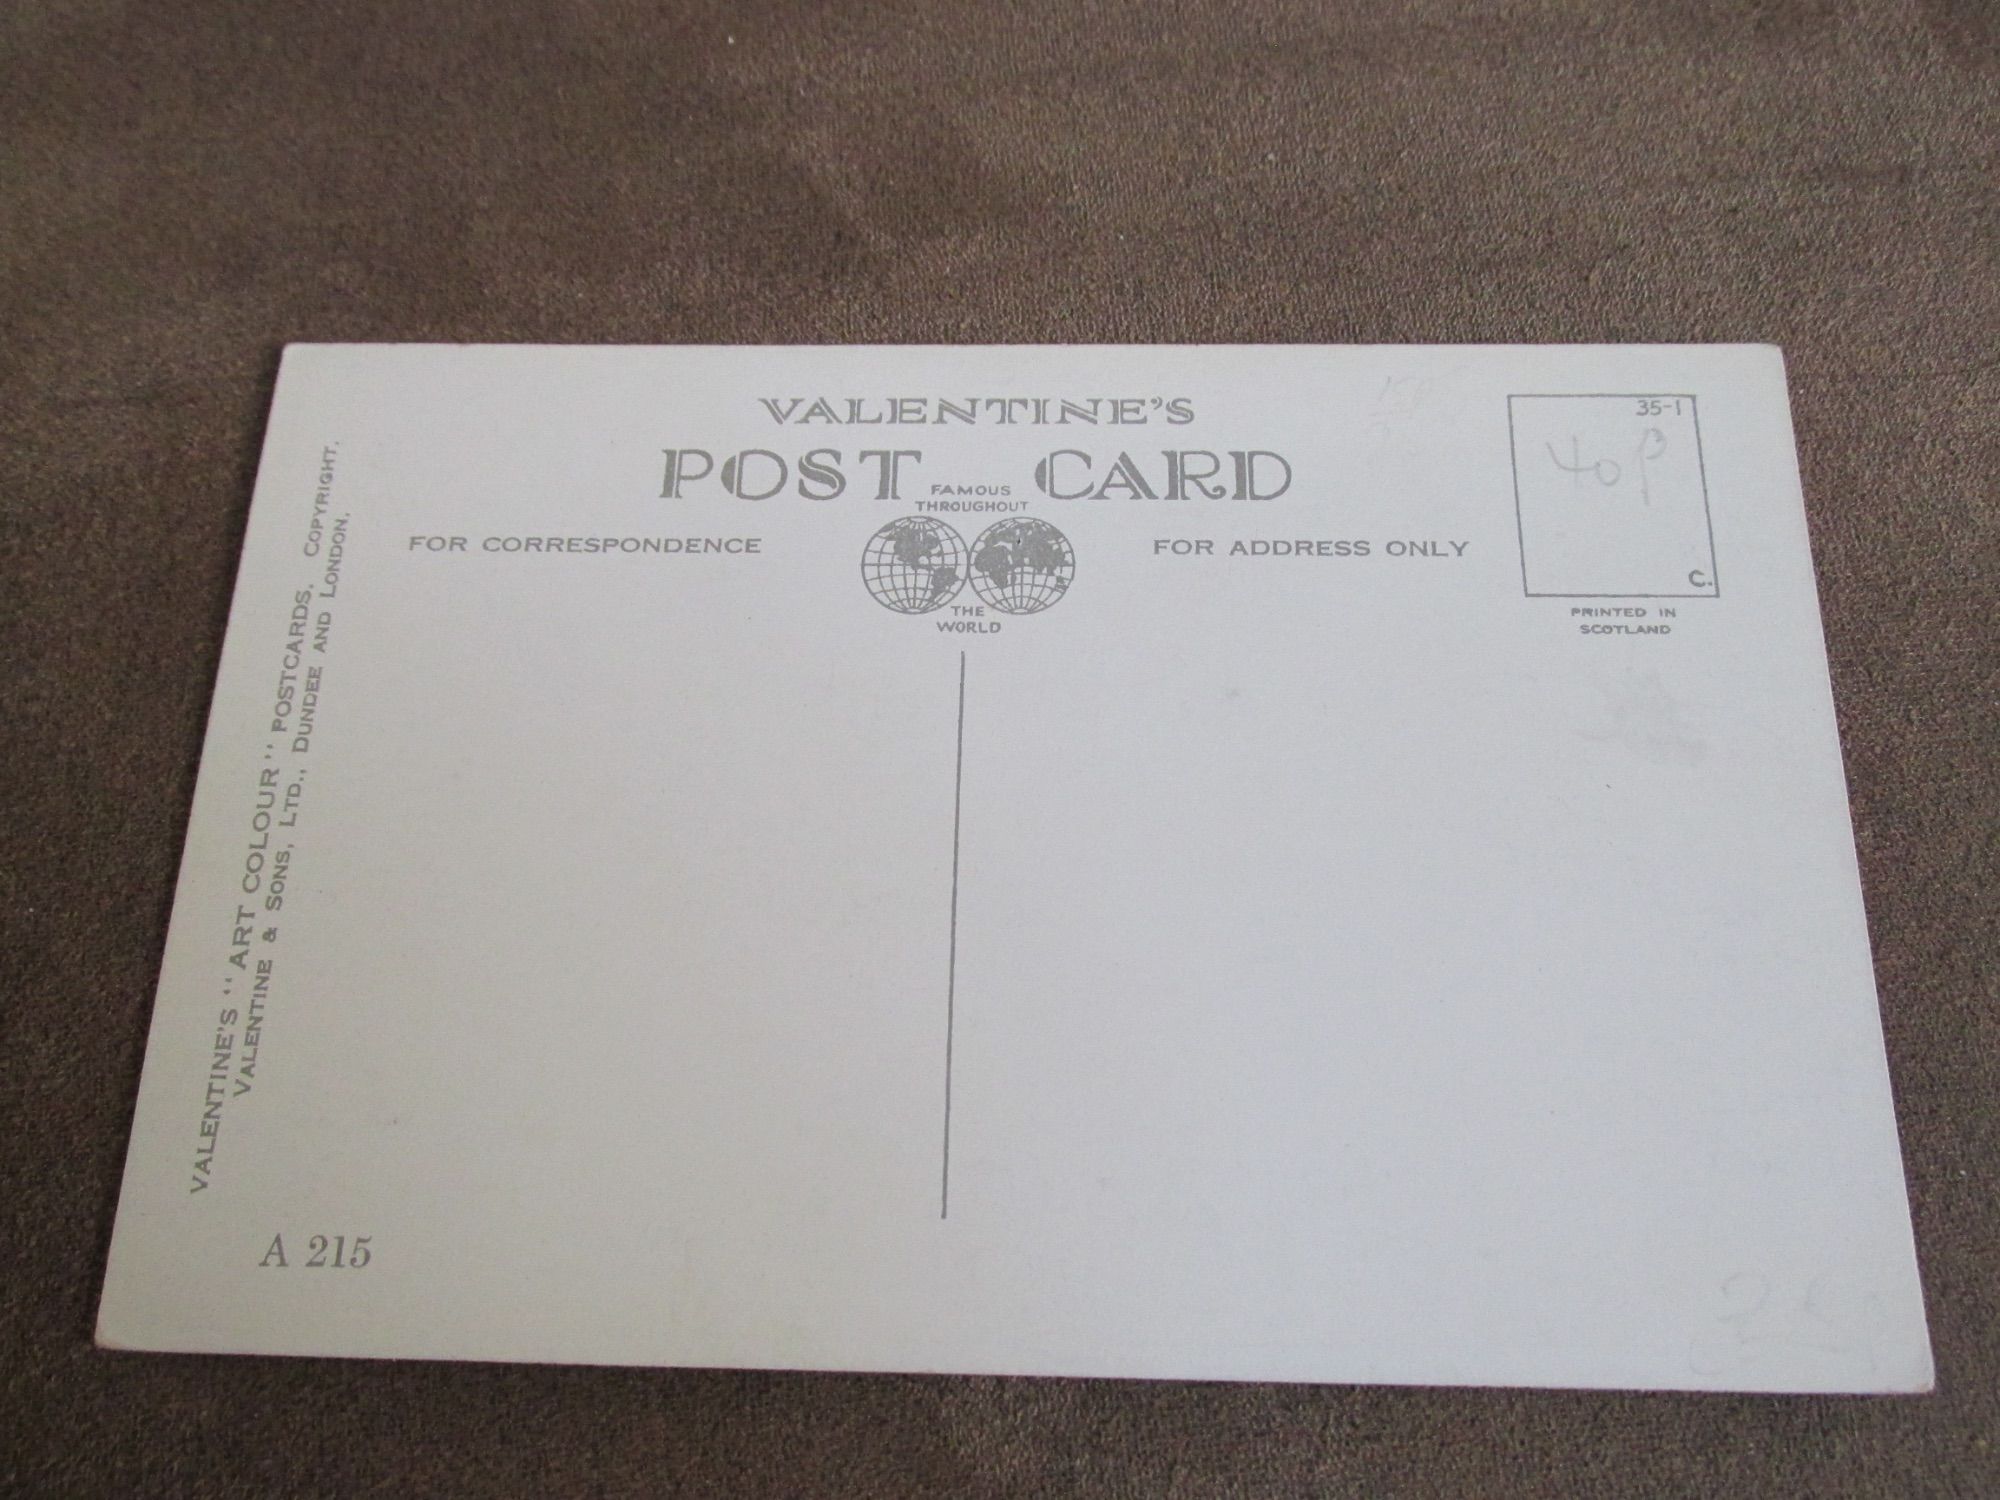 VALENTINE'S
POST CARD
FAMOUS
THROUGHOUT
THE
WORLD
FOR CORRESPONDENCE
FOR ADDRESS ONLY
35-1
40p
C.
PRINTED IN
SCOTLAND
VALENTINE'S "ART COLOUR" POSTCARDS. COPYRIGHT.
VALENTINE & SONS, LTD., DUNDEE AND LONDON.
A 215